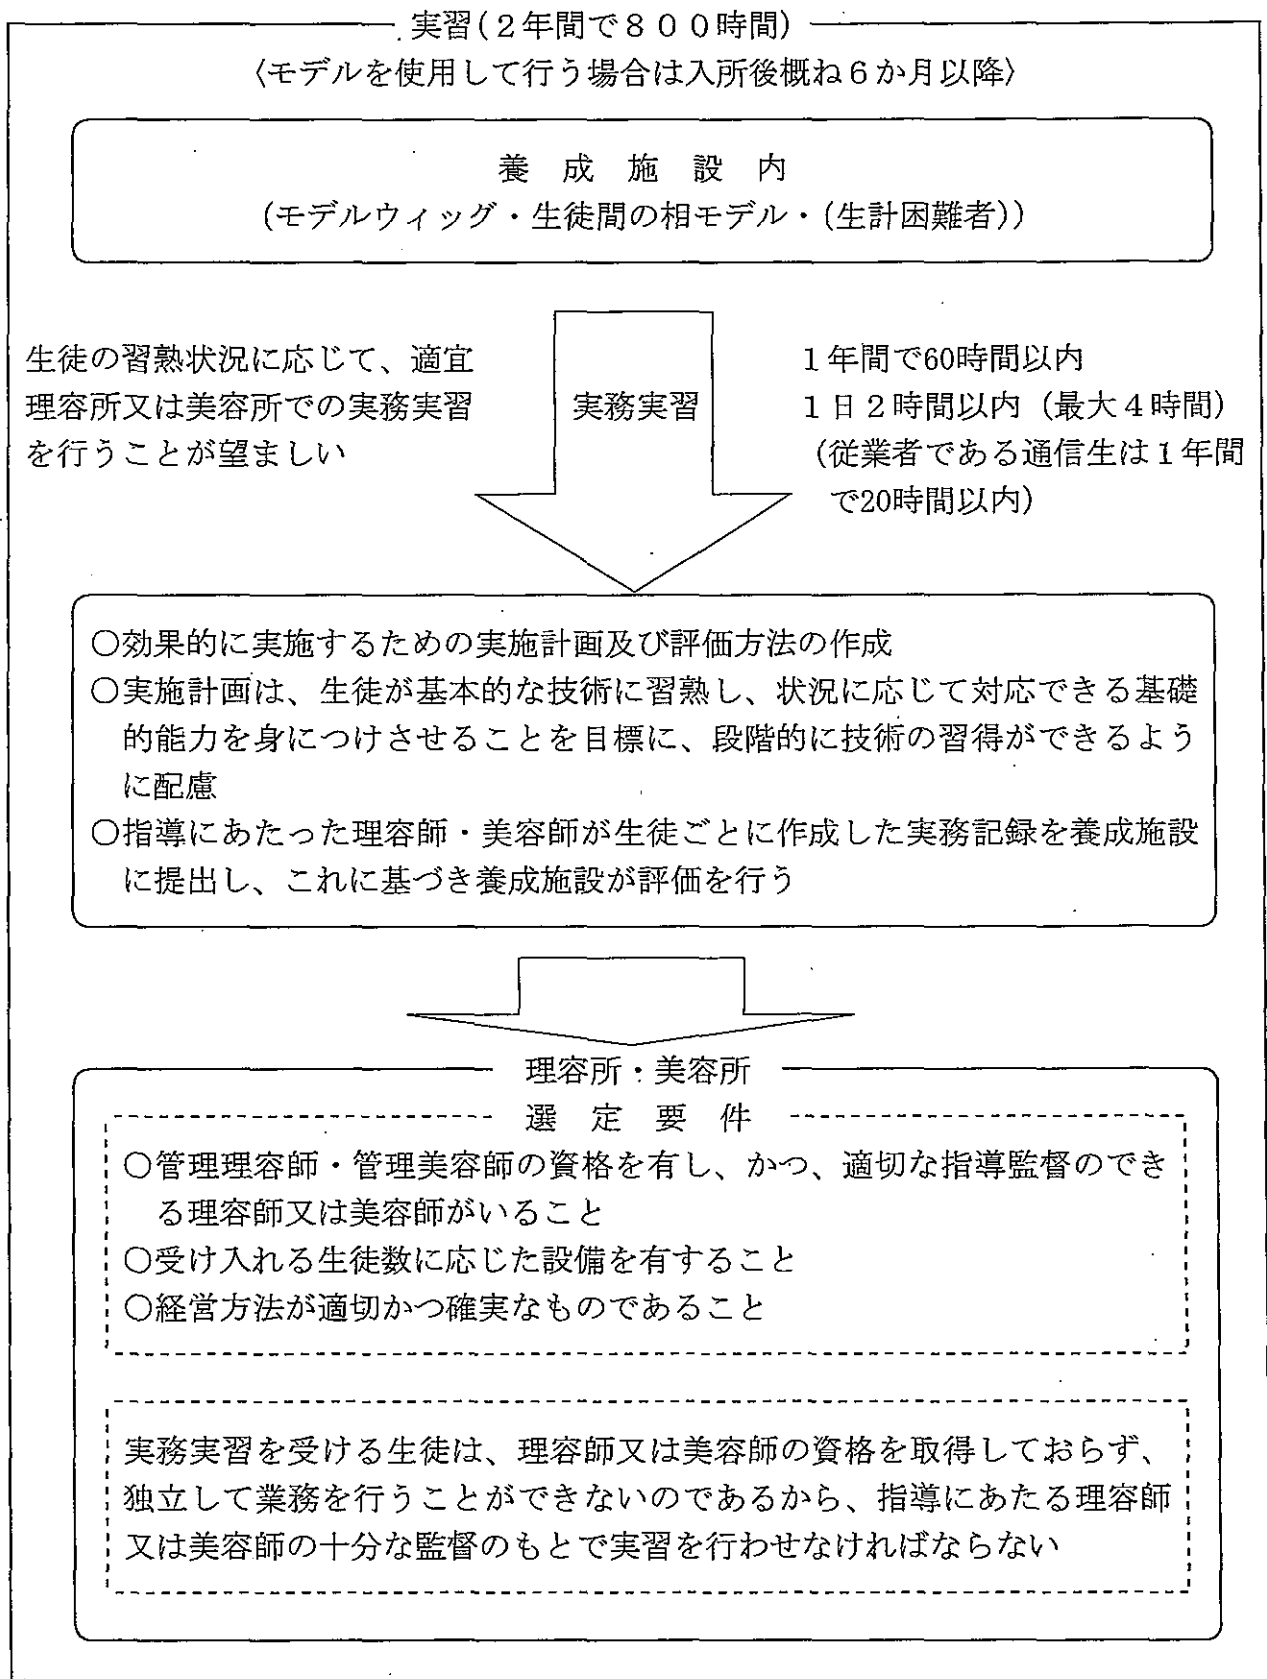 実習(2年間で800時間)
〈モデルを使用して行う場合は入所後概ね6か月以降〉
養成施設内
(モデルウィッグ・生徒間の相モデル・(生計困難者))
生徒の習熟状況に応じて、適宜
理容所又は美容所での実務実習
を行うことが望ましい
実務実習
1年間で60時間以内
1日2時間以内(最大4時間)
(従業者である通信生は1年間
で20時間以内)
○効果的に実施するための実施計画及び評価方法の作成
○実施計画は、生徒が基本的な技術に習熟し、状況に応じて対応できる基礎
的能力を身につけさせることを目標に、段階的に技術の習得ができるよう
に配慮
○指導にあたった理容師・美容師が生徒ごとに作成した実務記録を養成施設
に提出し、これに基づき養成施設が評価を行う
理容所・美容所
選定要件
○管理理容師・管理美容師の資格を有し、かつ、適切な指導監督のでき
る理容師又は美容師がいること
○受け入れる生徒数に応じた設備を有すること
○経営方法が適切かつ確実なものであること
実務実習を受ける生徒は、理容師又は美容師の資格を取得しておらず、
独立して業務を行うことができないのであるから、指導にあたる理容師
又は美容師の十分な監督のもとで実習を行わせなければならない